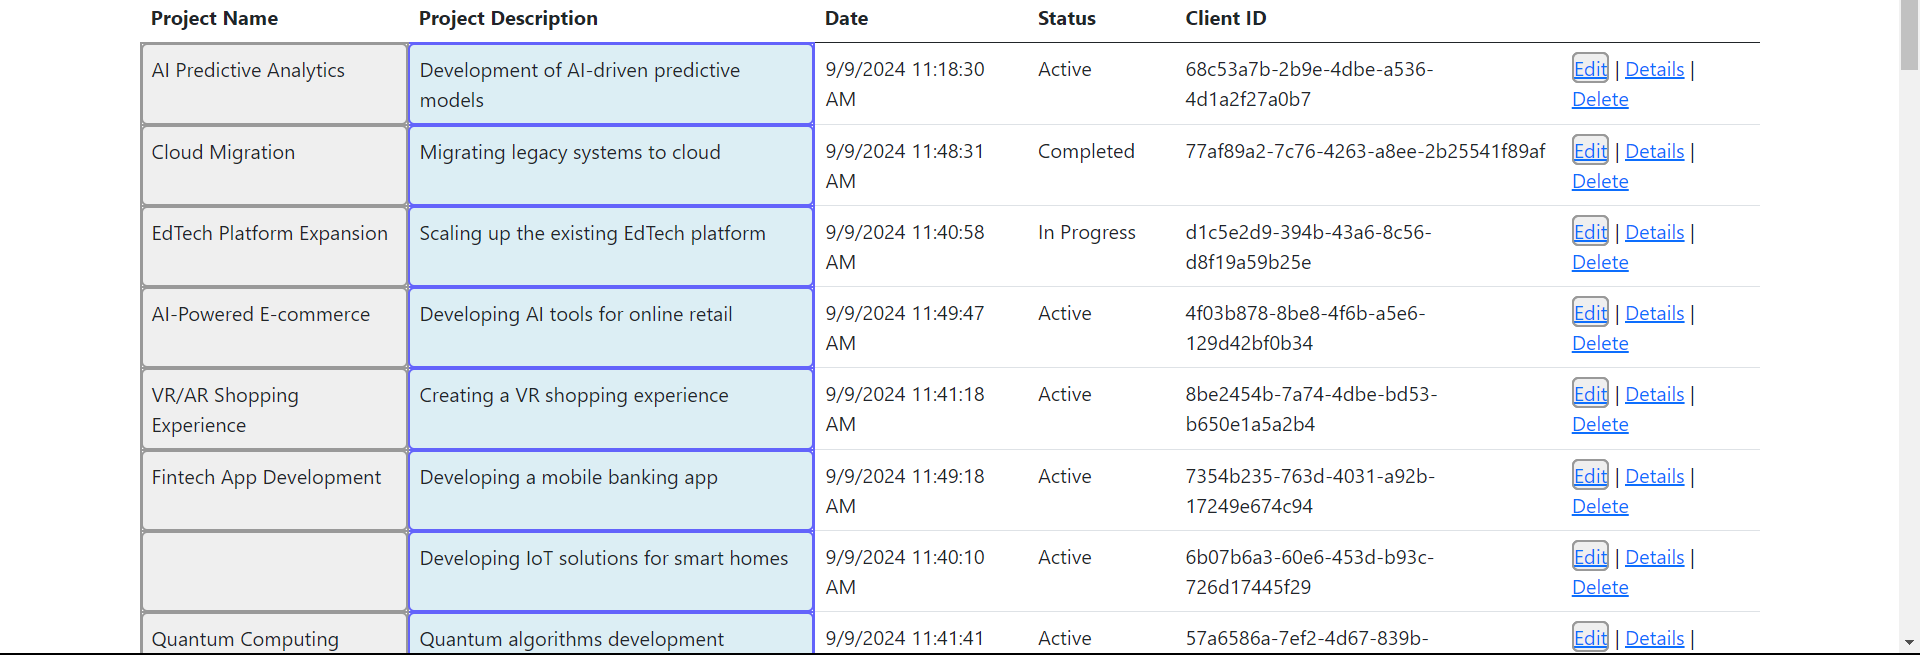 Project Name Project Description Date Status Client ID
AI Predictive Analytics Development of AI-driven predictive 9/9/2024 11:18:30 Active 68c53a7b-2b9e-4dbe-a536- Edit | Details |
models AM 4d1a2f27a0b7 Delete
Cloud Migration Migrating legacy systems to cloud 9/9/2024 11:48:31 Completed 77af89a2-7c76-4263-a8ee-2b25541f89af Edit | Details |
AM Delete
EdTech Platform Expansion Scaling up the existing EdTech platform 9/9/2024 11:40:58 In Progress d1c5e2d9-394b-43a6-8c56- Edit | Details |
AM d8f19a59b25e Delete
AI-Powered E-commerce Developing AI tools for online retail 9/9/2024 11:49:47 Active 4f03b878-8be8-4f6b-a5e6- Edit | Details |
AM 129d42bf0b34 Delete
VR/AR Shopping Creating a VR shopping experience 9/9/2024 11:41:18 Active 8be2454b-7a74-4dbe-bd53- Edit | Details |
Experience AM b650e1a5a2b4 Delete
Fintech App Development Developing a mobile banking app 9/9/2024 11:49:18 Active 7354b235-763d-4031-a92b- Edit | Details |
AM 17249e674c94 Delete
Developing IoT solutions for smart homes 9/9/2024 11:40:10 Active 6b07b6a3-60e6-453d-b93c- Edit | Details |
AM 726d17445f29 Delete
Quantum Computing Quantum algorithms development 9/9/2024 11:41:41 Active 57a6586a-7ef2-4d67-839b- Edit | Details |